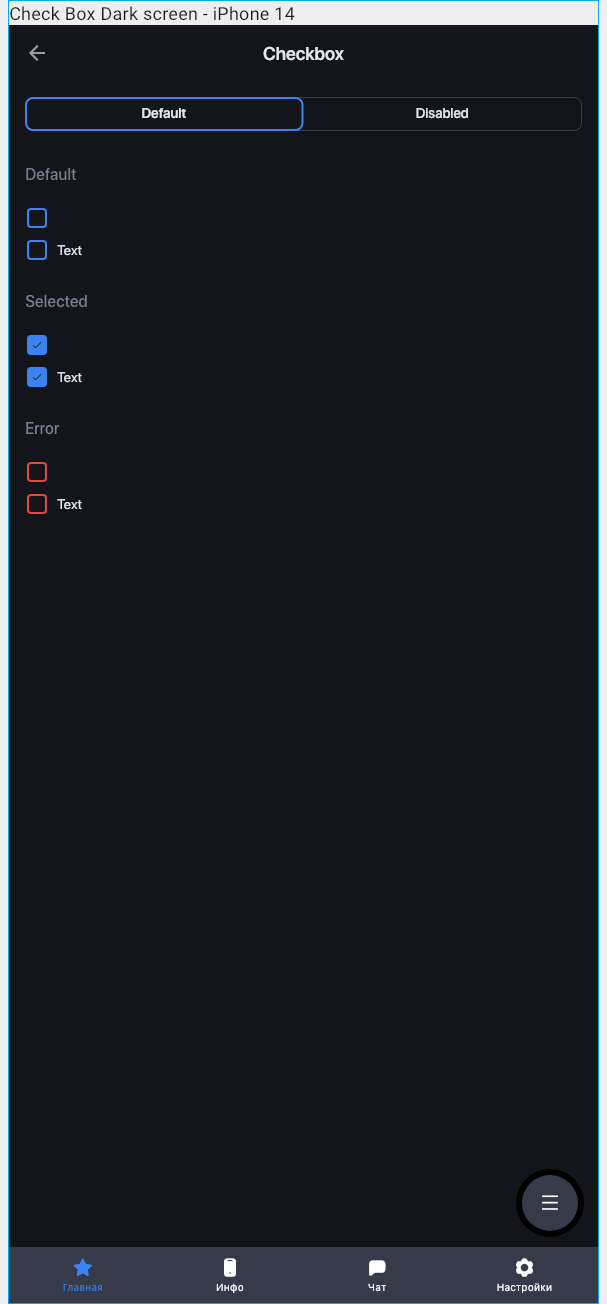 Check Box Dark screen - iPhone 14
Checkbox
Default Disabled
Default
Text
Selected
Text
Error
Text
Главная Инфо Чат Настройки